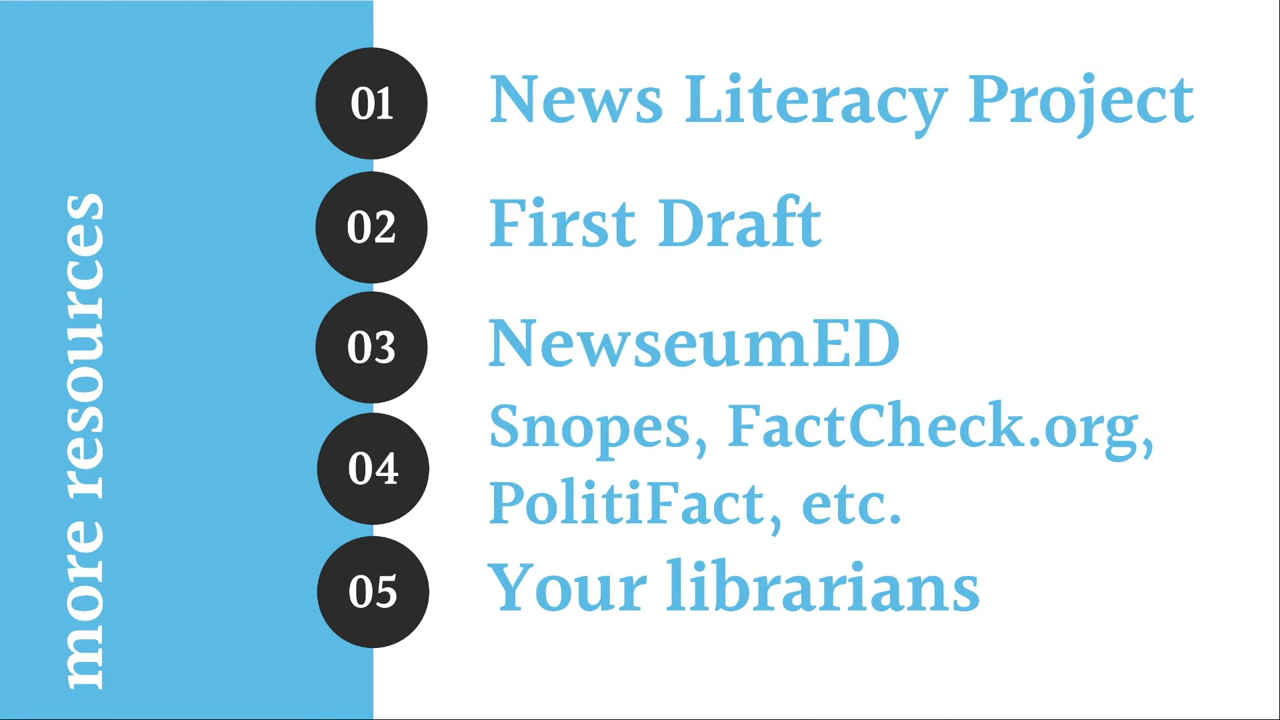 more resources
01
News Literacy Project
02
First Draft
03
NewseumED
04
Snopes, FactCheck.org,
PolitiFact, etc.
05
Your librarians